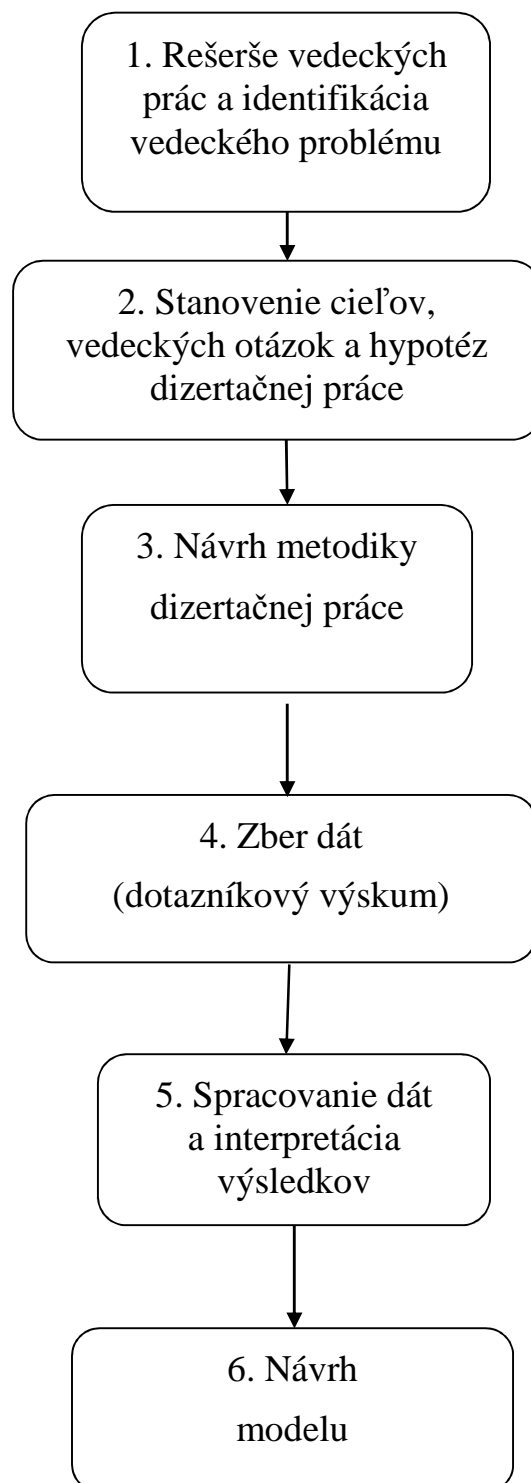 1. Rešerše vedeckých
prác a identifikácia
vedeckého problému
2. Stanovenie cieľov,
vedeckých otázok a hypotéz
dizertačnej práce
3. Návrh metodiky
dizertačnej práce
4. Zber dát
(dotazníkový výskum)
5. Spracovanie dát
a interpretácia
výsledkov
6. Návrh
modelu